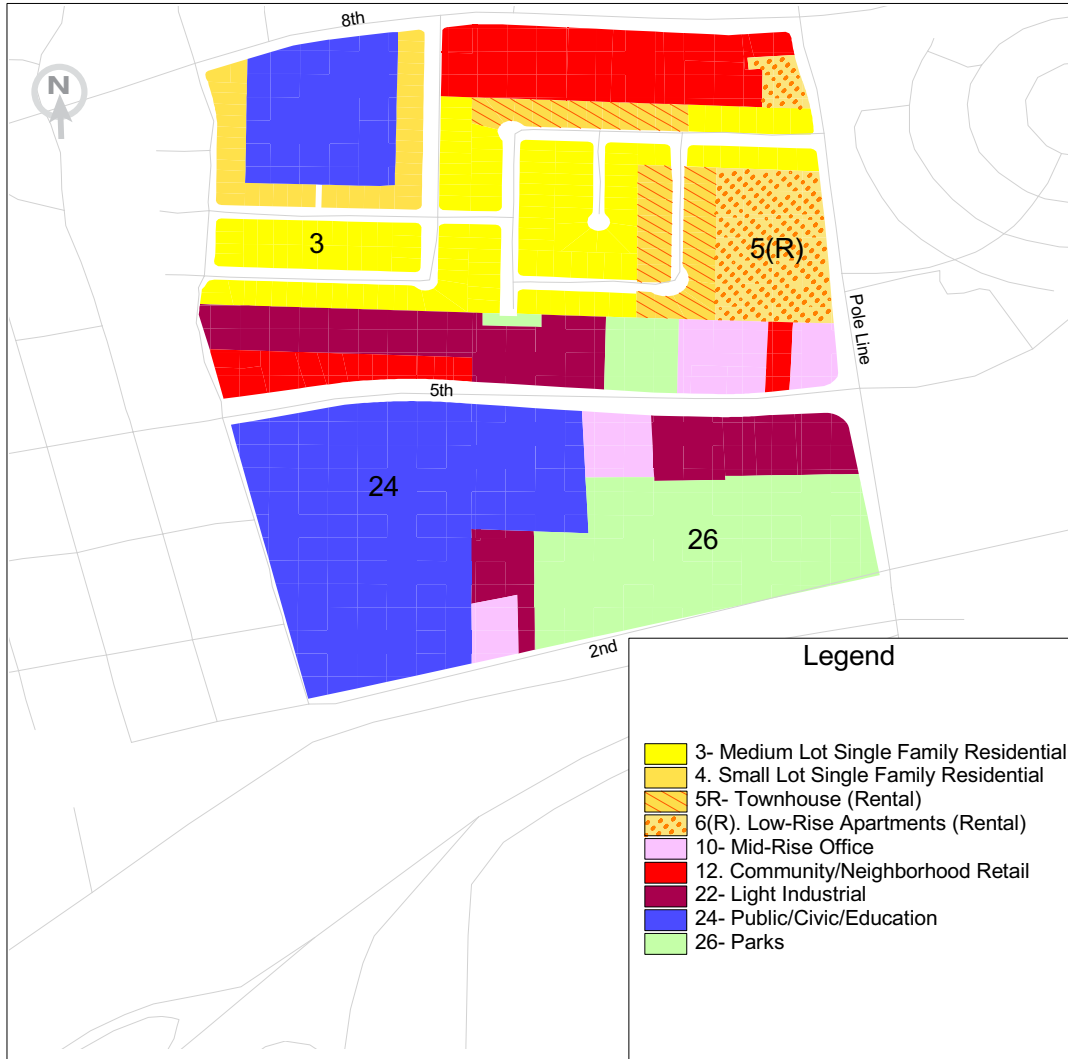 8th
N
3
5(R)
Pole Line
5th
24
26
2nd
Legend
3- Medium Lot Single Family Residential
4. Small Lot Single Family Residential
5R- Townhouse (Rental)
6(R). Low-Rise Apartments (Rental)
10- Mid-Rise Office
12. Community/Neighborhood Retail
22- Light Industrial
24- Public/Civic/Education
26- Parks